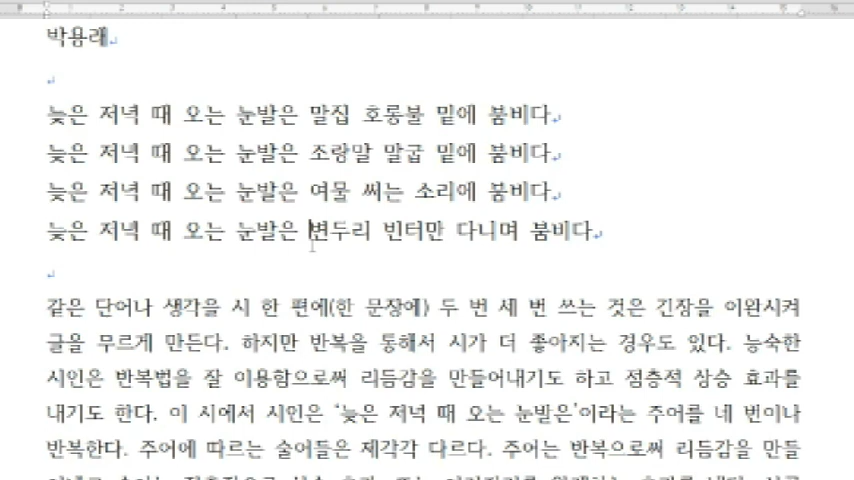 박용래
늦은 저녁 때 오는 눈발은 말집 호롱불 밑에 붐비다
늦은 저녁 때 오는 눈발은 조랑말 말굽 밑에 붐비다
늦은 저녁 때 오는 눈발은 여물 써는 소리에 붐비다
늦은 저녁 때 오는 눈발은 변두리 빈터만 다니며 붐비다
같은 단어나 생각을 시 한 편에(한 문장에) 두 번 세 번 쓰는 것은 긴장을 이완시켜
글을 무르게 만든다. 하지만 반복을 통해서 시가 더 좋아지는 경우도 있다. 능숙한
시인은 반복법을 잘 이용함으로써 리듬감을 만들어내기도 하고 점층적 상승 효과를
내기도 한다. 이 시에서 시인은 '늦은 저녁 때 오는 눈발은'이라는 주어를 네 번이나
반복한다. 주어에 따르는 술어들은 제각각 다르다. 주어는 반복으로써 리듬감을 만들